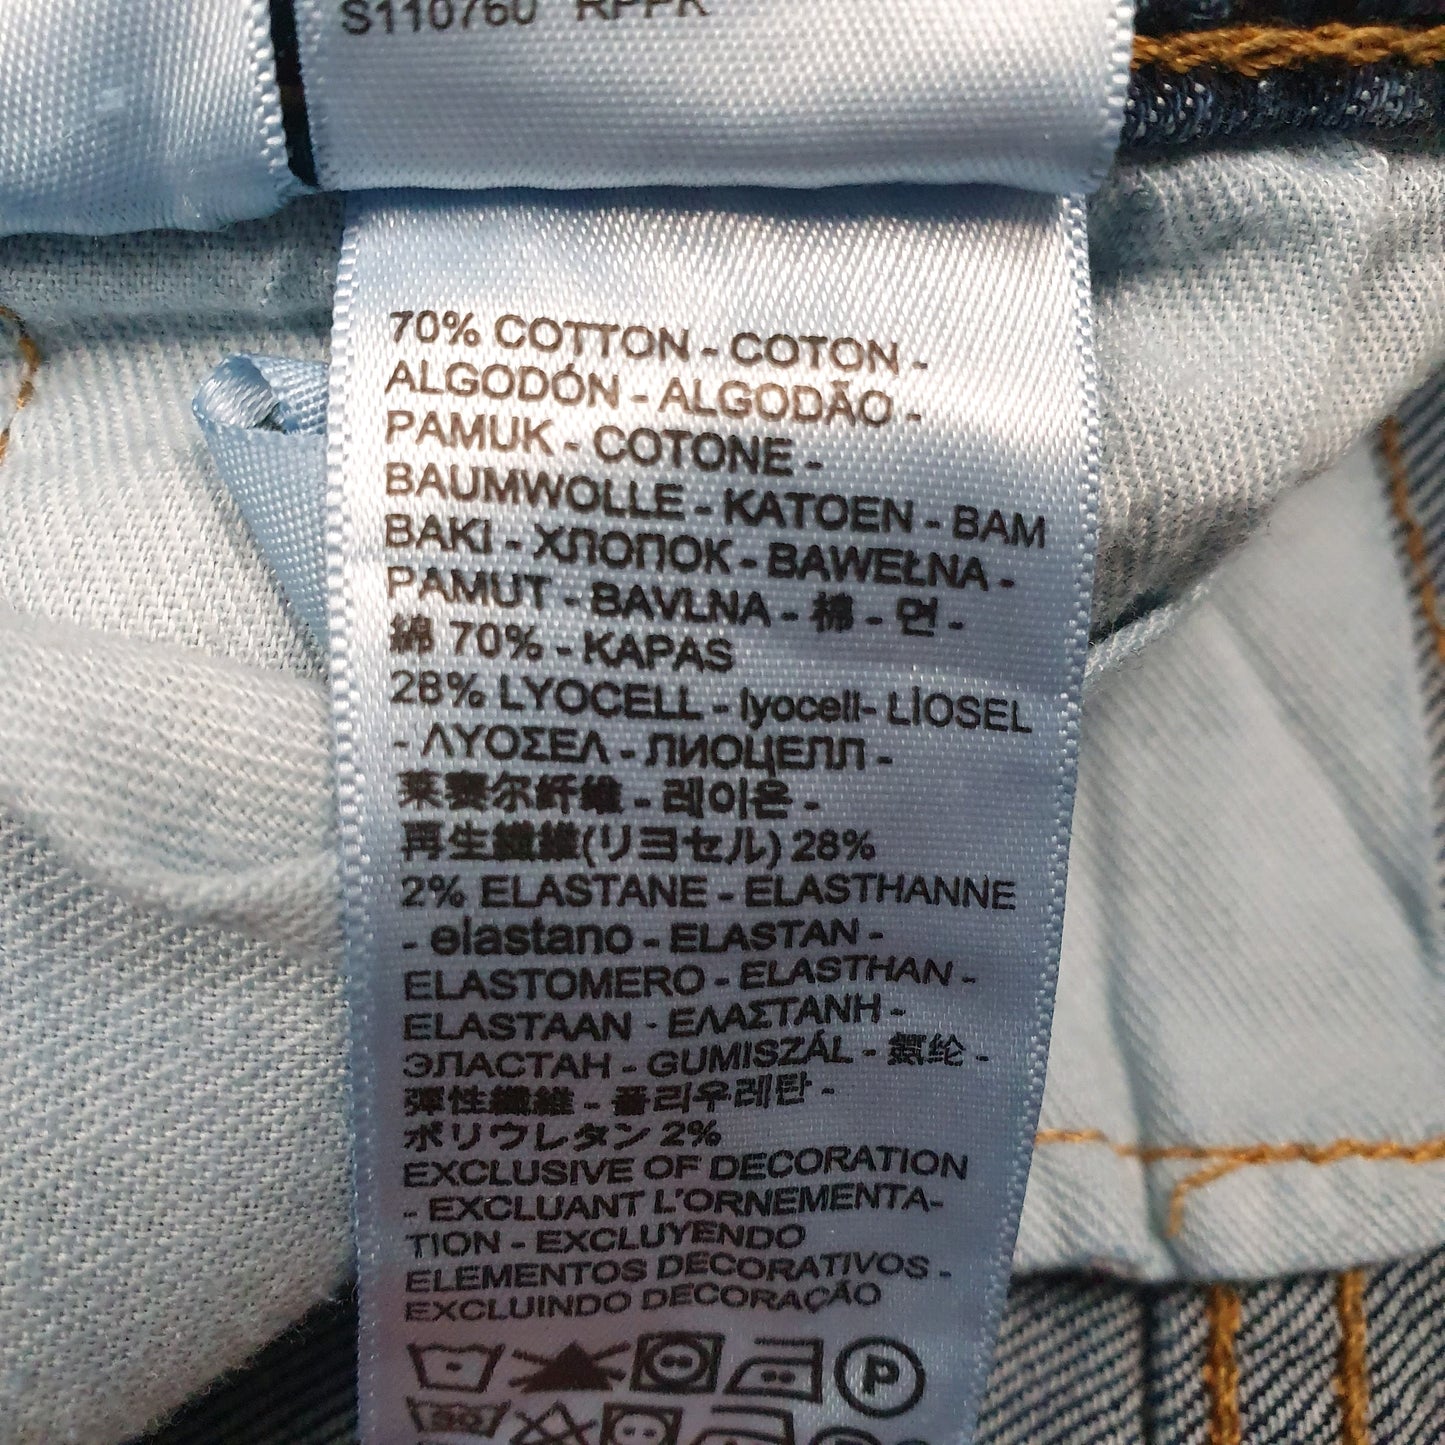 S110760 RPPK
70% COTTON - COTON -
ALGODÓN - ALGODÃO -
PAMUK - COTONE -
BAUMWOLLE - KATOEN - BAM
BAKI - ХЛОПОК - BAWEŁNA -
PAMUT - BAVLNA - 棉 - 면 -
綿 70% - KAPAS
28% LYOCELL - lyocell- LİOSEL
- ΛΥΟΣΕΛ - ЛИОЦЕЛЛ -
莱赛尔纤维 - 레이온 -
再生繊維(リヨセル) 28%
2% ELASTANE - ELASTHANNE
- elastano - ELASTAN -
ELASTOMERO - ELASTHAN -
ELASTAAN - ΕΛΑΣΤΑΝΗ -
ЭЛАСТАН - GUMISZÁL - 氨纶 -
彈性纖維 - 폴리우레탄 -
ポリウレタン 2%
EXCLUSIVE OF DECORATION
- EXCLUANT L'ORNEMENTA-
TION - EXCLUYENDO
ELEMENTOS DECORATIVOS -
EXCLUINDO DECORAÇÃO
P